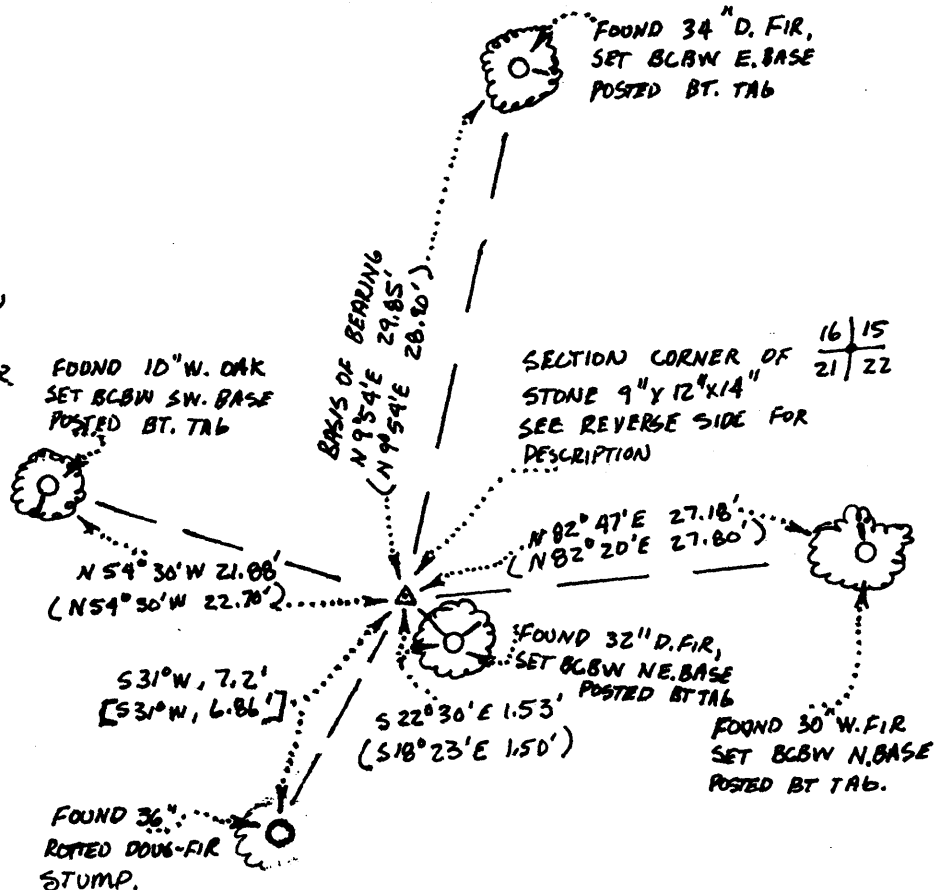 FOUND 34" D. FIR,
SET BCBW E. BASE
POSTED BT. TAG
BASIS OF BEARING
N 9°54'E 29.85'
(N 9°54'E 28.80')
16 15
21 22
SECTION CORNER OF
STONE 9" X 12" X 14"
SEE REVERSE SIDE FOR
DESCRIPTION
FOUND 10" W. OAK
SET BCBW SW. BASE
POSTED BT. TAG
N 82° 47'E 27.18'
(N 82° 20'E 27.80')
N 54° 30'W 21.88'
(N 54° 30'W 22.70')
FOUND 32" D. FIR,
SET BCBW NE. BASE
POSTED BT TAG
S 31° W, 7.2'
[S 31° W, 6.86']
S 22° 30' E 1.53'
(S 18° 23' E 1.50')
FOUND 30" W. FIR
SET BCBW N. BASE
POSTED BT TAG.
FOUND 36"
ROTTED DOUG-FIR
STUMP.